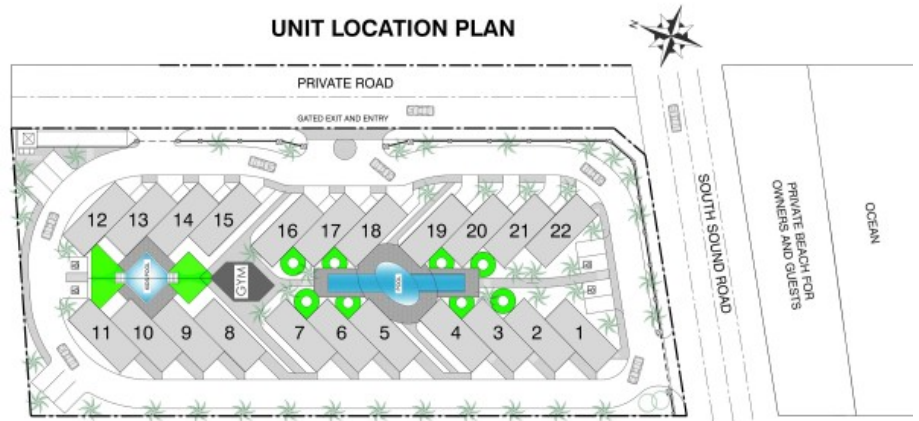 UNIT LOCATION PLAN
N
PRIVATE ROAD
GATED EXIT AND ENTRY
12 13 14 15
16 17 18
19 20 21 22
GYM
POOL
11 10 9 8
7 6 5
4 3 2 1
SOUTH SOUND ROAD
PRIVATE BEACH FOR
OWNERS AND GUESTS
OCEAN